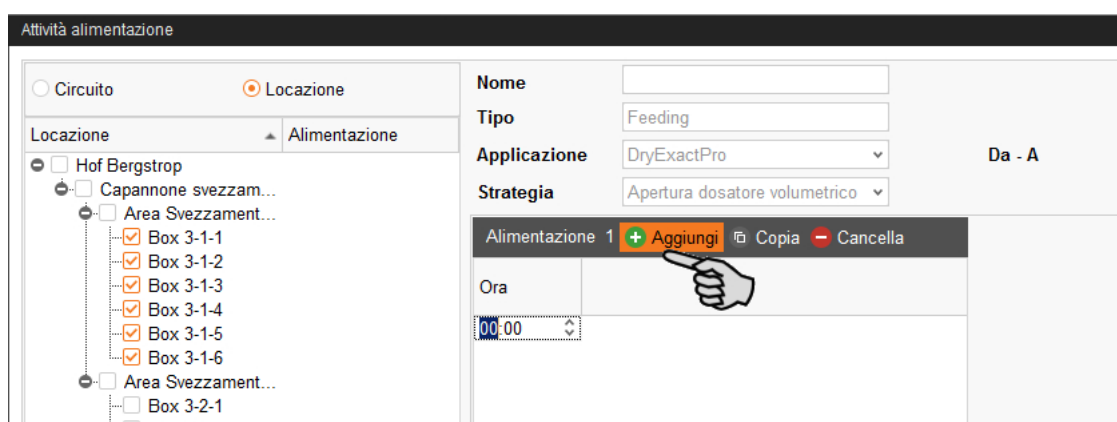 Attività alimentazione
Circuito Locazione
Locazione Alimentazione
Hof Bergstrop
Capannone svezzam...
Area Svezzament...
Box 3-1-1
Box 3-1-2
Box 3-1-3
Box 3-1-4
Box 3-1-5
Box 3-1-6
Area Svezzament...
Box 3-2-1
Nome
Tipo Feeding
Applicazione DryExactPro Da - A
Strategia Apertura dosatore volumetrico
Alimentazione 1 Aggiungi Copia Cancella
Ora
00:00